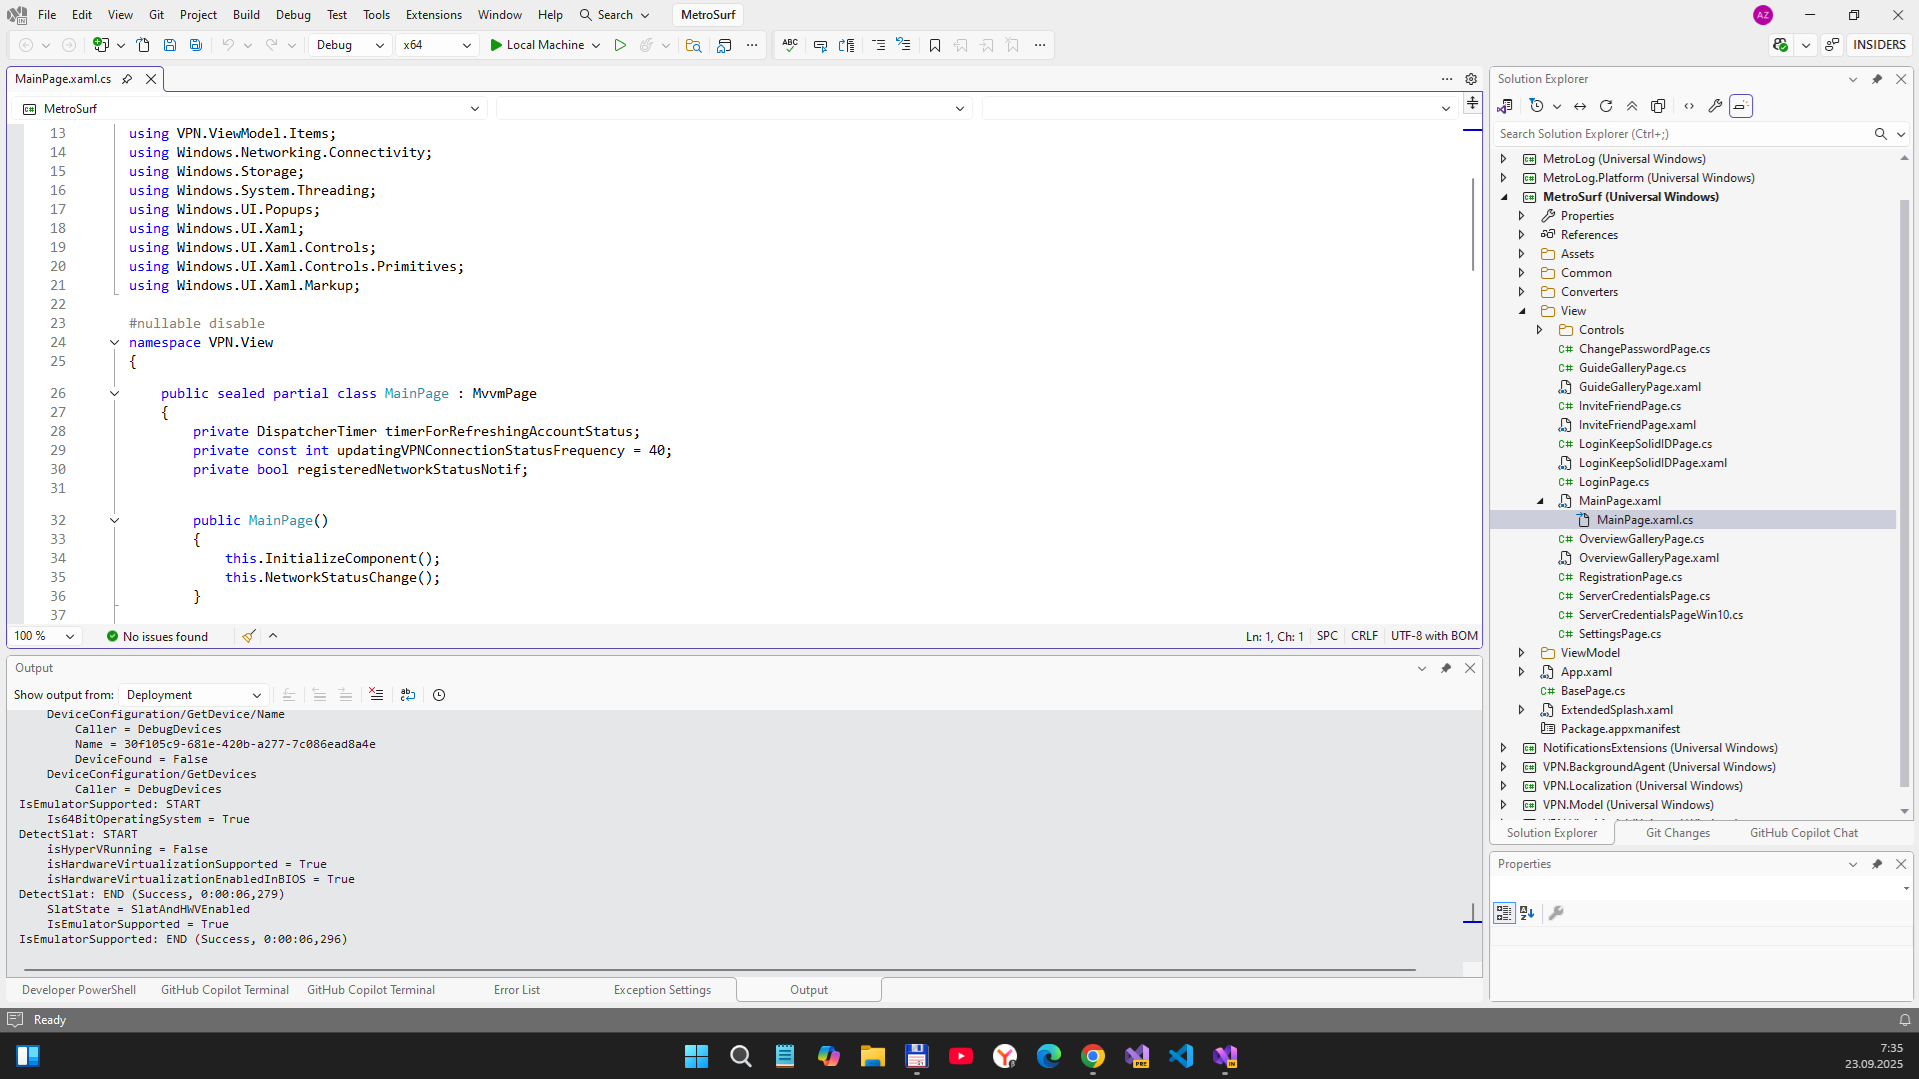 File Edit View Git Project Build Debug Test Tools Extensions Window Help Search MetroSurf AZ
Debug x64 Local Machine ABC INSIDERS
MainPage.xaml.cs
MetroSurf
13 using VPN.ViewModel.Items;
14 using Windows.Networking.Connectivity;
15 using Windows.Storage;
16 using Windows.System.Threading;
17 using Windows.UI.Popups;
18 using Windows.UI.Xaml;
19 using Windows.UI.Xaml.Controls;
20 using Windows.UI.Xaml.Controls.Primitives;
21 using Windows.UI.Xaml.Markup;
22
23 #nullable disable
24 namespace VPN.View
25 {
26 public sealed partial class MainPage : MvvmPage
27 {
28 private DispatcherTimer timerForRefreshingAccountStatus;
29 private const int updatingVPNConnectionStatusFrequency = 40;
30 private bool registeredNetworkStatusNotif;
31
32 public MainPage()
33 {
34 this.InitializeComponent();
35 this.NetworkStatusChange();
36 }
37
100 % No issues found Ln: 1, Ch: 1 SPC CRLF UTF-8 with BOM
Output
Show output from: Deployment
DeviceConfiguration/GetDevice/Name
Caller = DebugDevices
Name = 30f105c9-681e-420b-a277-7c086ead8a4e
DeviceFound = False
DeviceConfiguration/GetDevices
Caller = DebugDevices
IsEmulatorSupported: START
Is64BitOperatingSystem = True
DetectSlat: START
isHyperVRunning = False
isHardwareVirtualizationSupported = True
isHardwareVirtualizationEnabledInBIOS = True
DetectSlat: END (Success, 0:00:06,279)
SlatState = SlatAndHWVEnabled
IsEmulatorSupported = True
IsEmulatorSupported: END (Success, 0:00:06,296)
Developer PowerShell GitHub Copilot Terminal GitHub Copilot Terminal Error List Exception Settings Output
Solution Explorer
Search Solution Explorer (Ctrl+;)
MetroLog (Universal Windows)
MetroLog.Platform (Universal Windows)
MetroSurf (Universal Windows)
Properties
References
Assets
Common
Converters
View
Controls
ChangePasswordPage.cs
GuideGalleryPage.cs
GuideGalleryPage.xaml
InviteFriendPage.cs
InviteFriendPage.xaml
LoginKeepSolidIDPage.cs
LoginKeepSolidIDPage.xaml
LoginPage.cs
MainPage.xaml
MainPage.xaml.cs
OverviewGalleryPage.cs
OverviewGalleryPage.xaml
RegistrationPage.cs
ServerCredentialsPage.cs
ServerCredentialsPageWin10.cs
SettingsPage.cs
ViewModel
App.xaml
BasePage.cs
ExtendedSplash.xaml
Package.appxmanifest
NotificationsExtensions (Universal Windows)
VPN.BackgroundAgent (Universal Windows)
VPN.Localization (Universal Windows)
VPN.Model (Universal Windows)
Solution Explorer Git Changes GitHub Copilot Chat
Properties
Ready
7:35
23.09.2025